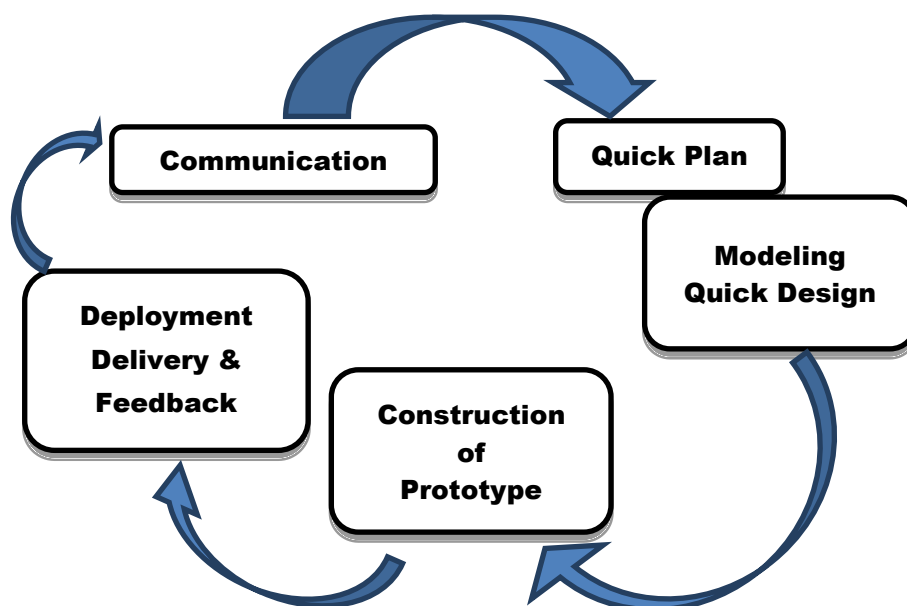 Communication
Quick Plan
Modeling
Quick Design
Deployment
Delivery &
Feedback
Construction
of
Prototype